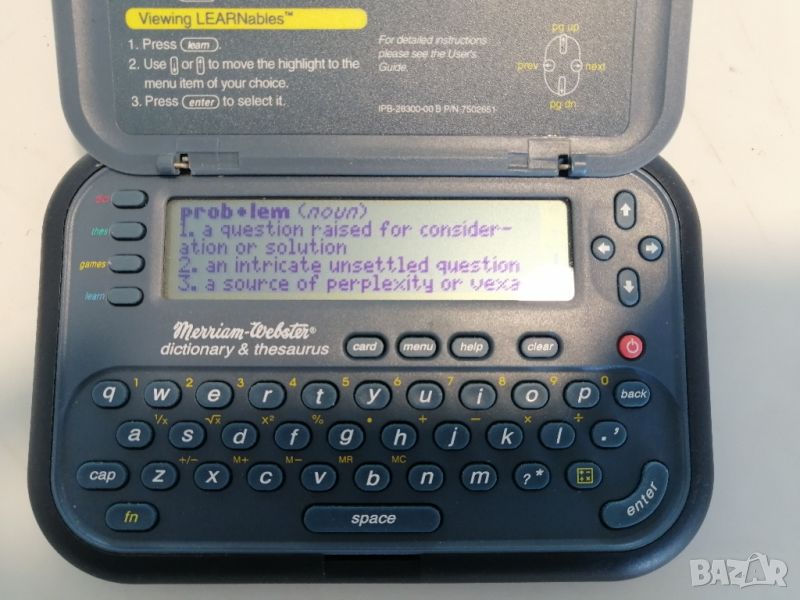 Viewing LEARNables™
1. Press (learn).
2. Use or to move the highlight to the
menu item of your choice.
3. Press (enter) to select it.
For detailed instructions
please see the User's
Guide.
IPB-28300-00 B P/N 7502651
pg up
prev
next
pg dn
thes
games
learn
prob•lem (noun)
1. a question raised for consider-
ation or solution
2. an intricate unsettled question
3. a source of perplexity or vexa
Merriam-Webster®
dictionary & thesaurus
card menu help clear
1 2 3 4 5 6 7 8 9 0
q w e r t y u i o p back
1/x √x x² % • + − × ÷
a s d f g h j k l .'
+/− M+ M− MR MC
cap z x c v b n m ?* enter
fn space
BAZAR